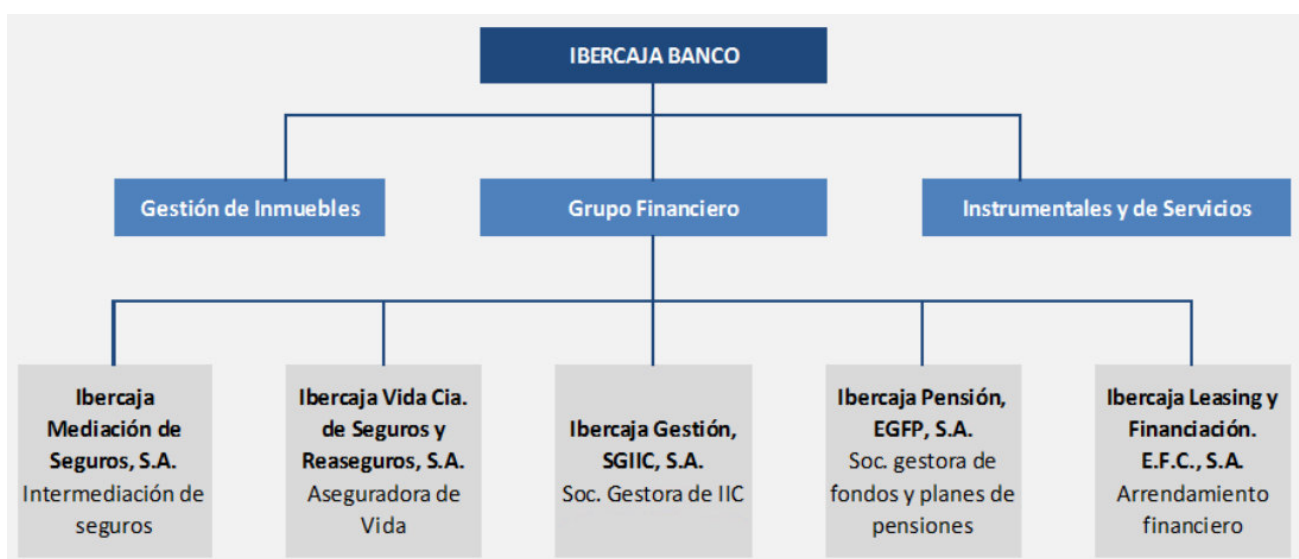 IBERCAJA BANCO
Gestión de Inmuebles
Grupo Financiero
Instrumentales y de Servicios
Ibercaja
Mediación de
Seguros, S.A.
Intermediación de
seguros
Ibercaja Vida Cia.
de Seguros y
Reaseguros, S.A.
Aseguradora de
Vida
Ibercaja Gestión,
SGIIC, S.A.
Soc. Gestora de IIC
Ibercaja Pensión,
EGFP, S.A.
Soc. gestora de
fondos y planes de
pensiones
Ibercaja Leasing y
Financiación.
E.F.C., S.A.
Arrendamiento
financiero